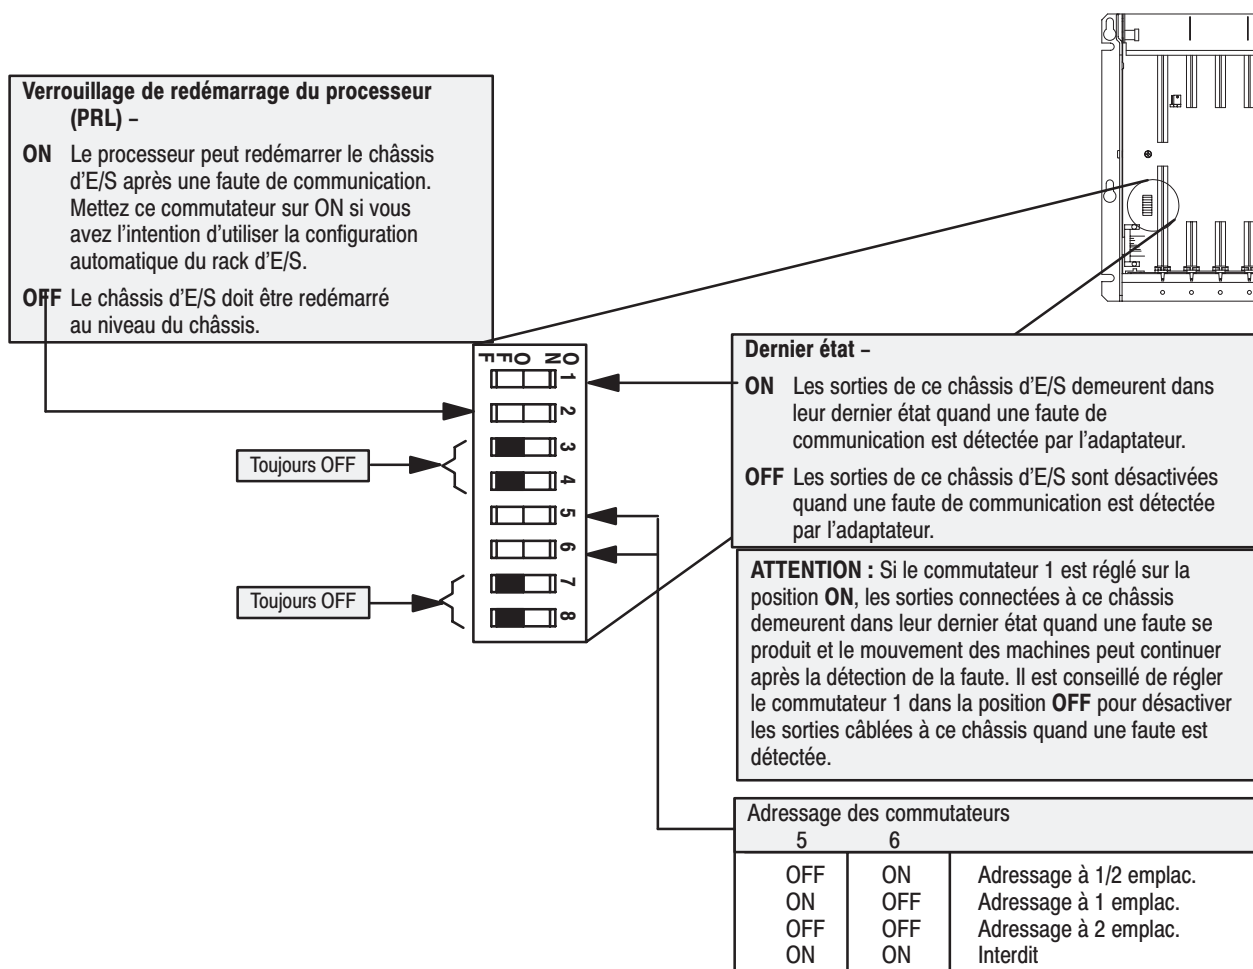 Verrouillage de redémarrage du processeur
(PRL) –
ON Le processeur peut redémarrer le châssis
d'E/S après une faute de communication.
Mettez ce commutateur sur ON si vous
avez l'intention d'utiliser la configuration
automatique du rack d'E/S.
OFF Le châssis d'E/S doit être redémarré
au niveau du châssis.
OFF ON
1
2
3
4
5
6
7
8
Toujours OFF
Toujours OFF
Dernier état –
ON Les sorties de ce châssis d'E/S demeurent dans
leur dernier état quand une faute de
communication est détectée par l'adaptateur.
OFF Les sorties de ce châssis d'E/S sont désactivées
quand une faute de communication est détectée
par l'adaptateur.
ATTENTION : Si le commutateur 1 est réglé sur la
position ON, les sorties connectées à ce châssis
demeurent dans leur dernier état quand une faute se
produit et le mouvement des machines peut continuer
après la détection de la faute. Il est conseillé de régler
le commutateur 1 dans la position OFF pour désactiver
les sorties câblées à ce châssis quand une faute est
détectée.
Adressage des commutateurs
5 6
OFF ON Adressage à 1/2 emplac.
ON OFF Adressage à 1 emplac.
OFF OFF Adressage à 2 emplac.
ON ON Interdit